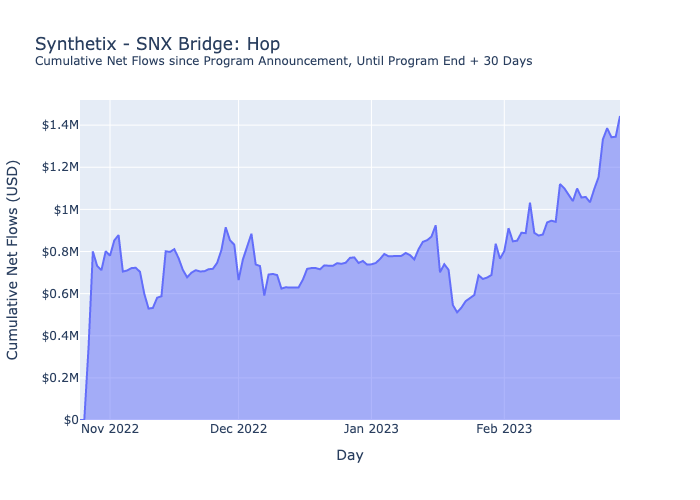 Synthetix - SNX Bridge: Hop
Cumulative Net Flows since Program Announcement, Until Program End + 30 Days
Cumulative Net Flows (USD)
$1.4M
$1.2M
$1M
$0.8M
$0.6M
$0.4M
$0.2M
$0
Nov 2022
Dec 2022
Jan 2023
Feb 2023
Day